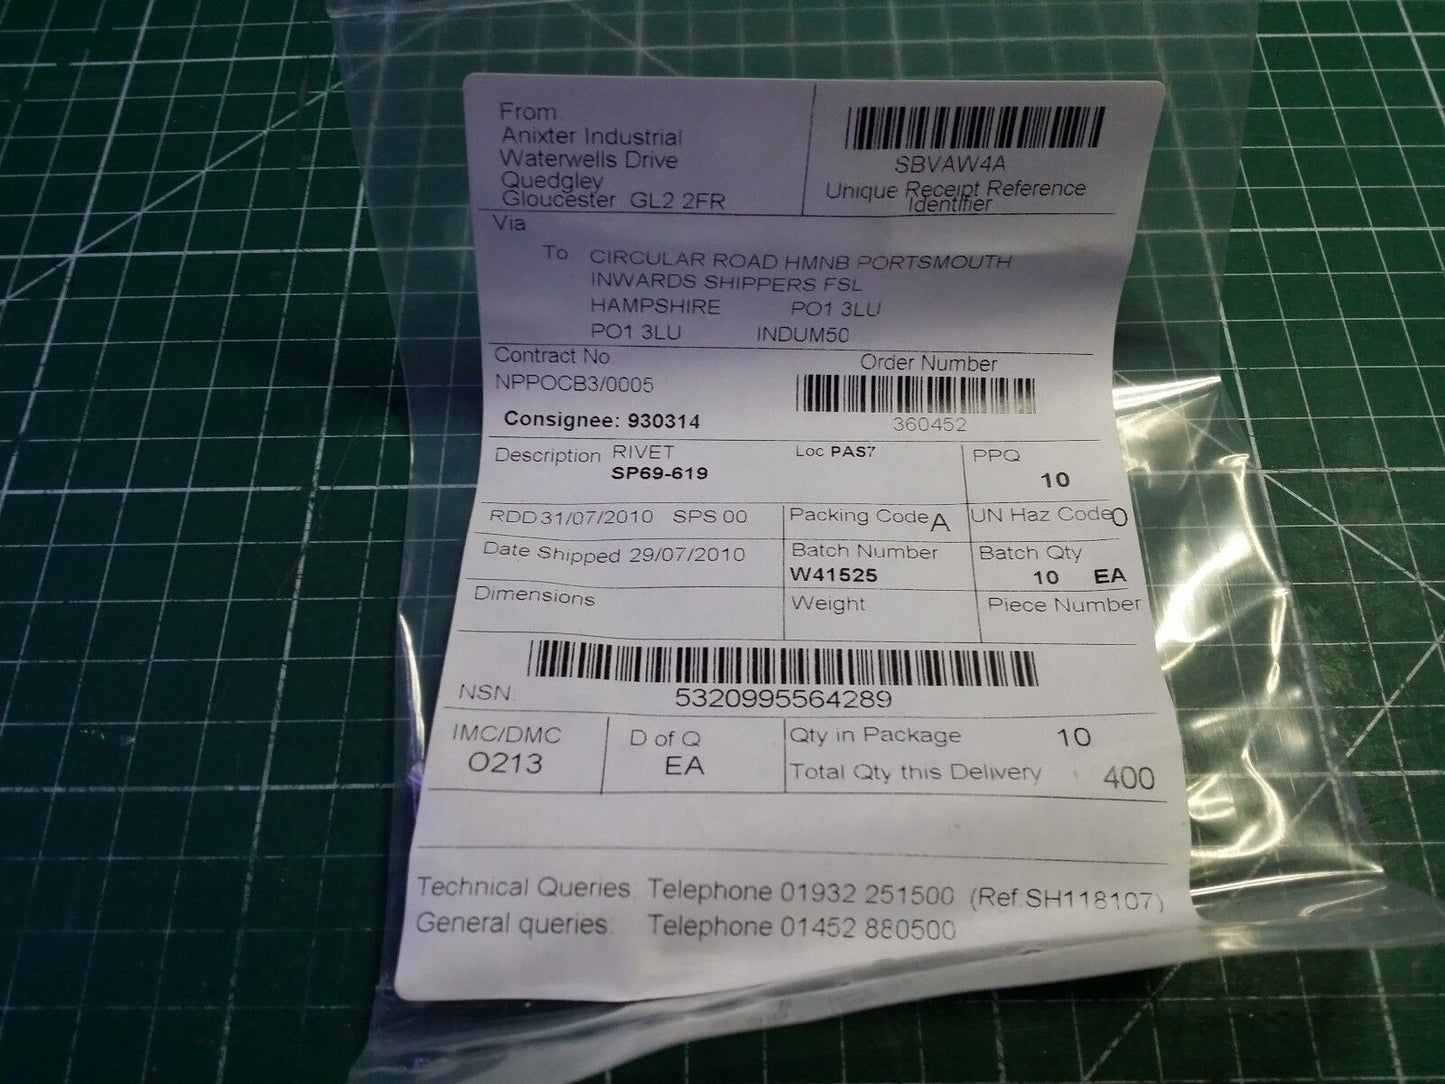 From
Anixter Industrial
Waterwells Drive
Quedgley
Gloucester GL2 2FR
SBVAW4A
Unique Receipt Reference
Identifier
Via
To CIRCULAR ROAD HMNB PORTSMOUTH
INWARDS SHIPPERS FSL
HAMPSHIRE PO1 3LU
PO1 3LU INDUM50
Contract No
NPPOCB3/0005
Consignee: 930314
Order Number
360452
Description RIVET
SP69-619
Loc PAS7
PPQ
10
RDD 31/07/2010 SPS 00
Packing Code A
UN Haz Code 0
Date Shipped 29/07/2010
Batch Number
W41525
Batch Qty
10 EA
Dimensions
Weight
Piece Number
NSN: 5320995564289
IMC/DMC
O213
D of Q
EA
Qty in Package 10
Total Qty this Delivery 400
Technical Queries: Telephone 01932 251500 (Ref.SH118107)
General queries: Telephone 01452 880500